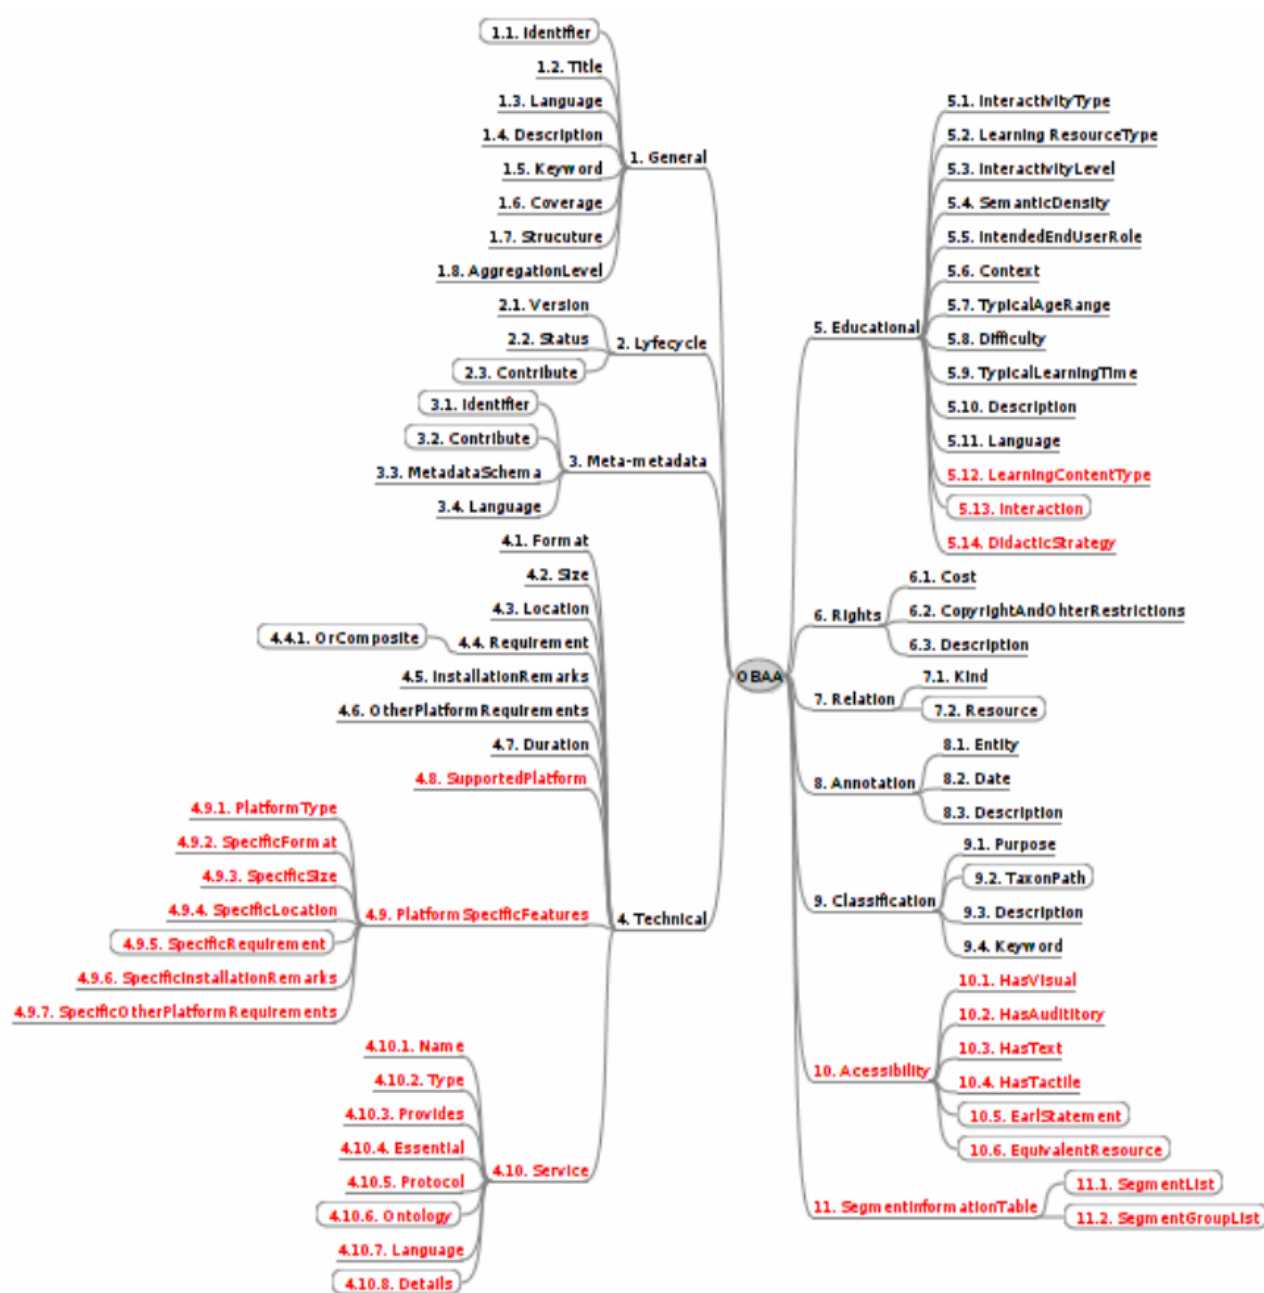 1.1. Identifier
1.2. Title
1.3. Language
1.4. Description
1.5. Keyword
1.6. Coverage
1.7. Strucuture
1.8. AggregationLevel
1. General
2.1. Version
2.2. Status
2.3. Contribute
2. Lyfecycle
3.1. Identifier
3.2. Contribute
3.3. MetadataSchema
3.4. Language
3. Meta-metadata
4.1. Format
4.2. Size
4.3. Location
4.4.1. OrComposite
4.4. Requirement
4.5. InstallationRemarks
4.6. OtherPlatformRequirements
4.7. Duration
4.8. SupportedPlatform
4.9.1. PlatformType
4.9.2. SpecificFormat
4.9.3. SpecificSize
4.9.4. SpecificLocation
4.9.5. SpecificRequirement
4.9.6. SpecificInstallationRemarks
4.9.7. SpecificOtherPlatformRequirements
4.9. PlatformSpecificFeatures
4. Technical
4.10.1. Name
4.10.2. Type
4.10.3. Provides
4.10.4. Essential
4.10.5. Protocol
4.10.6. Ontology
4.10.7. Language
4.10.8. Details
4.10. Service
OBAA
5. Educational
5.1. InteractivityType
5.2. Learning ResourceType
5.3. InteractivityLevel
5.4. SemanticDensity
5.5. IntendedEndUserRole
5.6. Context
5.7. TypicalAgeRange
5.8. Difficulty
5.9. TypicalLearningTime
5.10. Description
5.11. Language
5.12. LearningContentType
5.13. Interaction
5.14. DidacticStrategy
6. Rights
6.1. Cost
6.2. CopyrightAndOhterRestrictions
6.3. Description
7. Relation
7.1. Kind
7.2. Resource
8. Annotation
8.1. Entity
8.2. Date
8.3. Description
9. Classification
9.1. Purpose
9.2. TaxonPath
9.3. Description
9.4. Keyword
10. Acessibility
10.1. HasVisual
10.2. HasAudititory
10.3. HasText
10.4. HasTactile
10.5. EarlStatement
10.6. EquivalentResource
11. SegmentInformationTable
11.1. SegmentList
11.2. SegmentGroupList